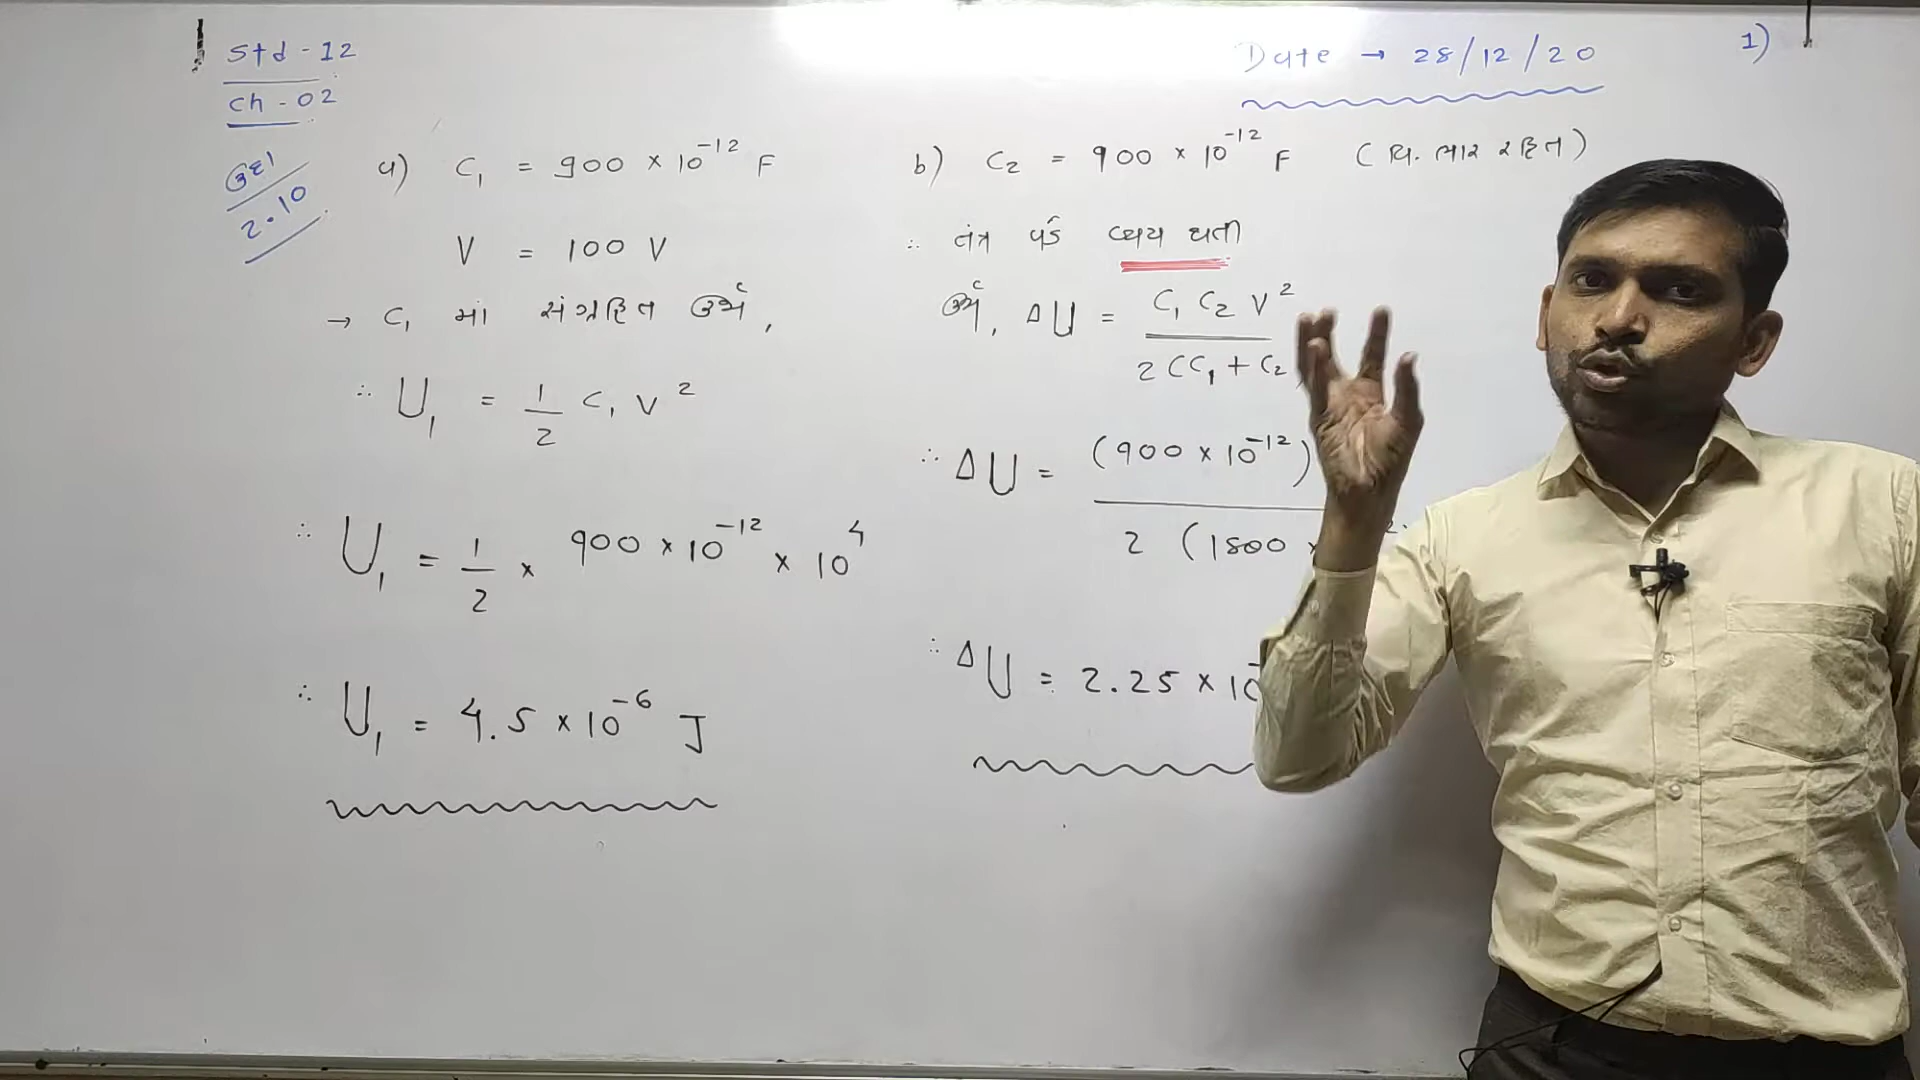 Std - 12
Ch - 02
ઉદા
2.10
Date → 28/12/20
1)
a) C₁ = 900 × 10⁻¹² F
V = 100 V
→ C₁ માં સંગ્રહિત ઊર્જા,
∴ U₁ = 1/2 C₁ V²
∴ U₁ = 1/2 × 900 × 10⁻¹² × 10⁴
∴ U₁ = 4.5 × 10⁻⁶ J
b) C₂ = 900 × 10⁻¹² F (વિ. ભાર રહિત)
∴ તંત્ર વડે વ્યય થતી
ઊર્જા, ΔU = C₁ C₂ V² / 2(C₁ + C₂
∴ ΔU = (900 × 10⁻¹²) / 2 (1800
∴ ΔU = 2.25 × 10